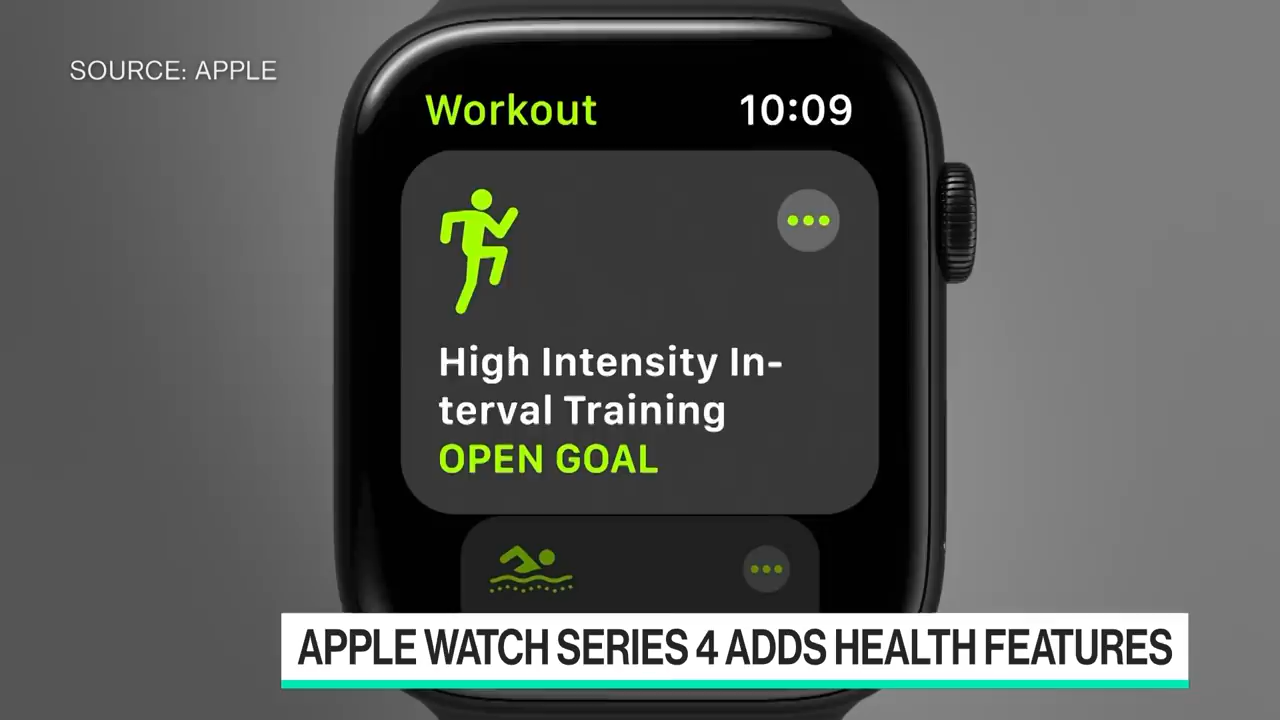 SOURCE: APPLE
Workout 10:09
High Intensity In-
terval Training
OPEN GOAL
APPLE WATCH SERIES 4 ADDS HEALTH FEATURES